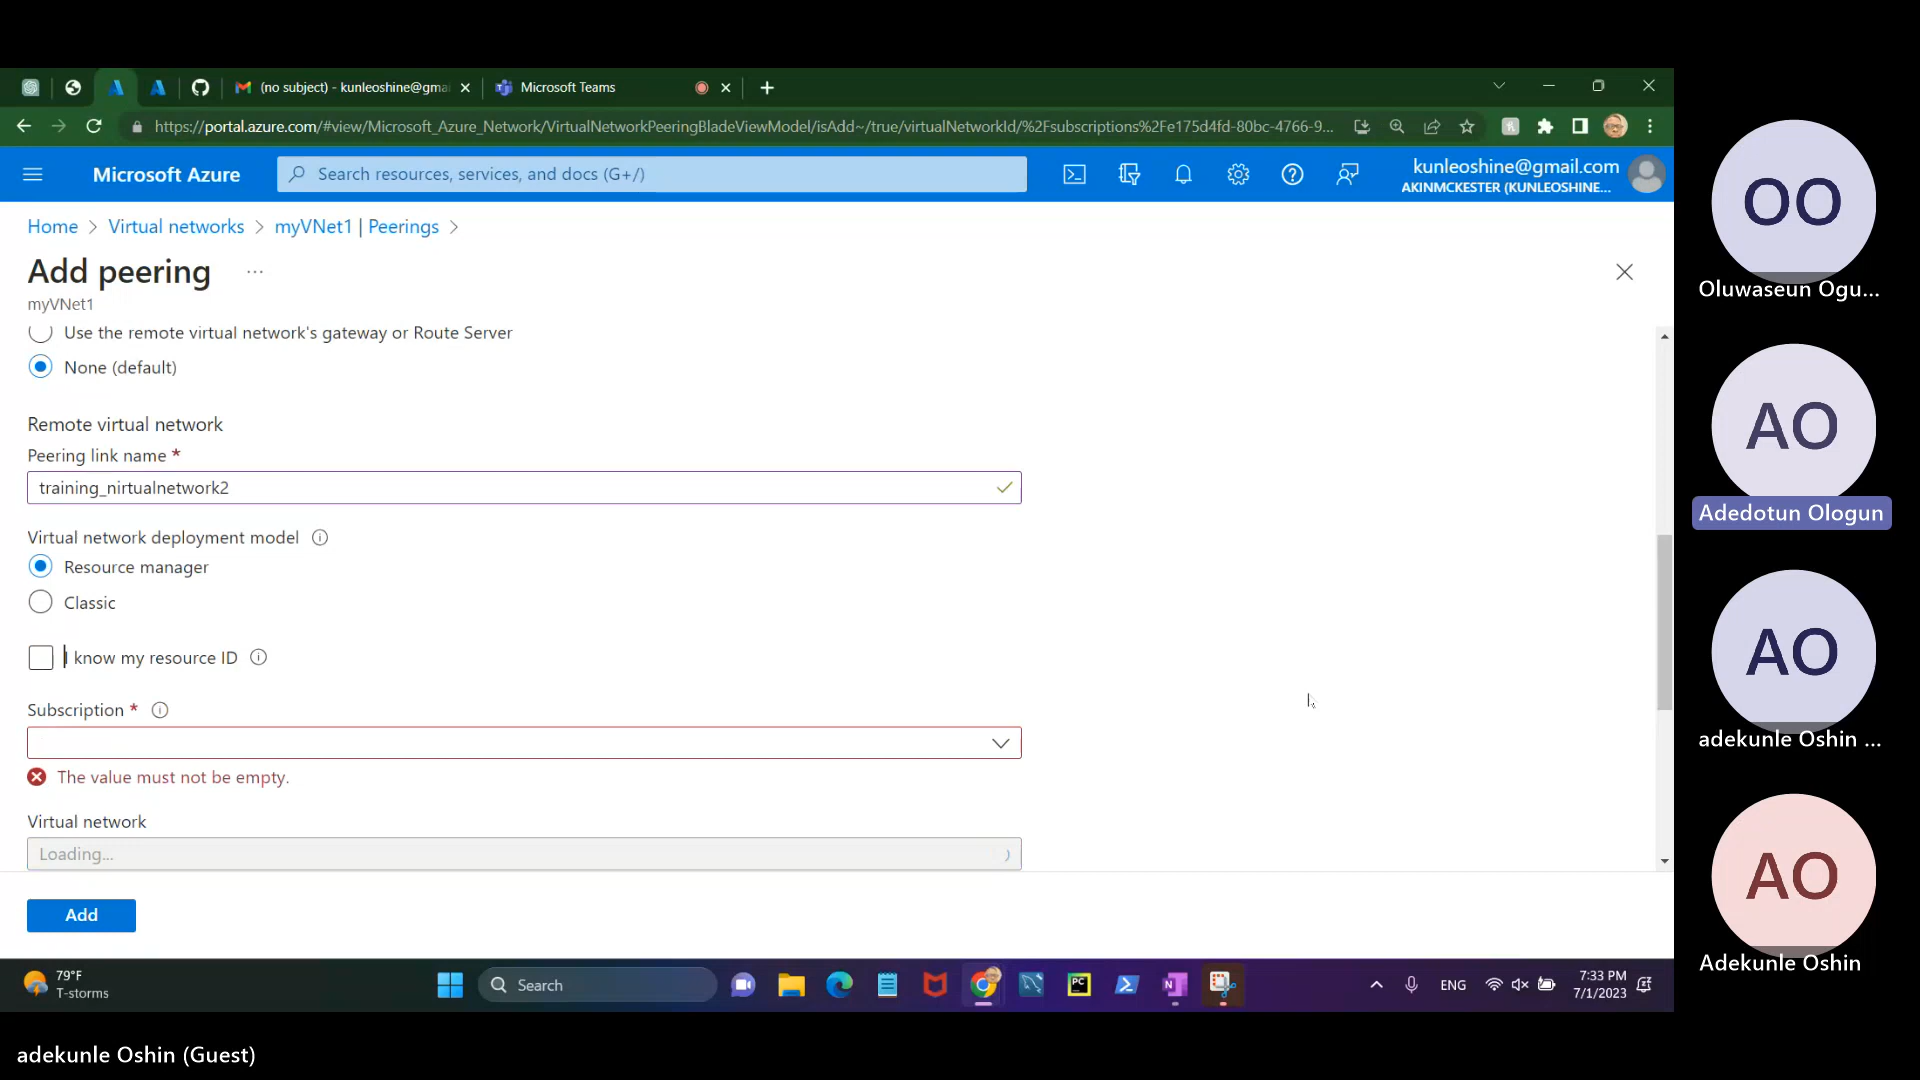 (no subject) - kunleoshine@gma
Microsoft Teams
https://portal.azure.com/#view/Microsoft_Azure_Network/VirtualNetworkPeeringBladeViewModel/isAdd~/true/virtualNetworkId/%2Fsubscriptions%2Fe175d4fd-80bc-4766-9...
Microsoft Azure
Search resources, services, and docs (G+/)
kunleoshine@gmail.com
AKINMCKESTER (KUNLEOSHINE...
Home > Virtual networks > myVNet1 | Peerings >
Add peering ...
myVNet1
Use the remote virtual network's gateway or Route Server
None (default)
Remote virtual network
Peering link name *
training_nirtualnetwork2
Virtual network deployment model
Resource manager
Classic
I know my resource ID
Subscription *
The value must not be empty.
Virtual network
Loading...
Add
79°F
T-storms
Search
PC
N
ENG
7:33 PM
7/1/2023
OO
Oluwaseun Ogu...
AO
Adedotun Ologun
AO
adekunle Oshin ...
AO
Adekunle Oshin
adekunle Oshin (Guest)